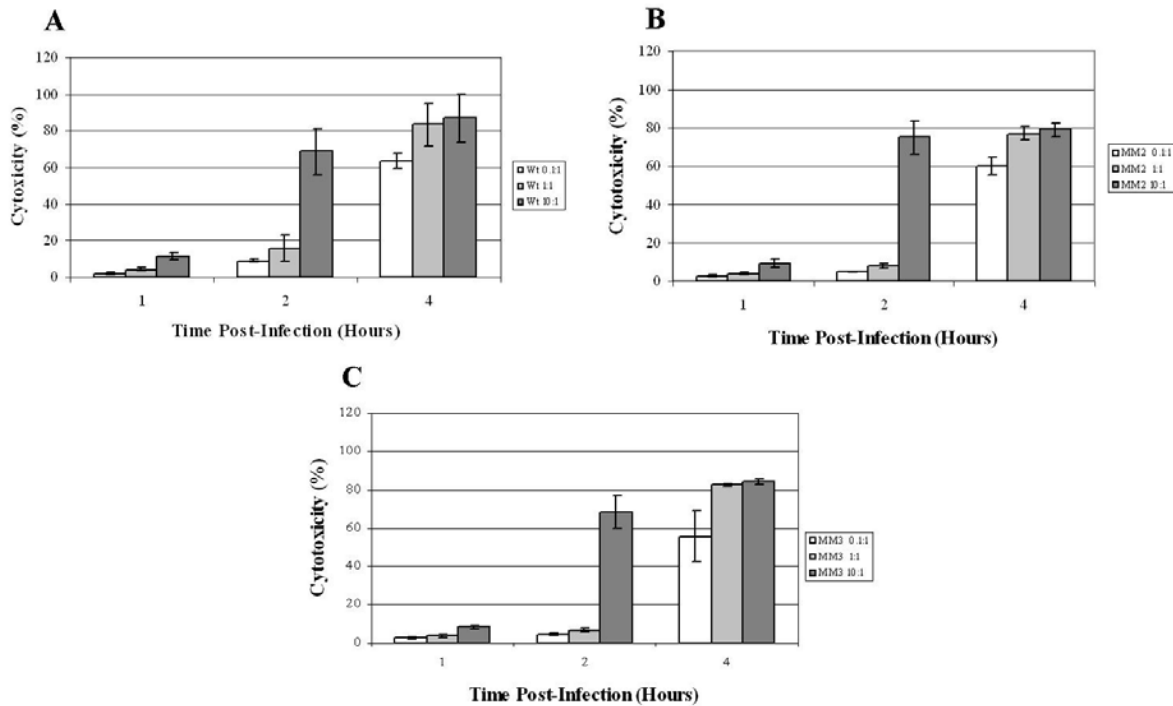 A
120
100
80
60
40
20
0
Cytotoxicity (%)
1 2 4
Time Post-Infection (Hours)
Wt 0.1:1
Wt 1:1
Wt 10:1
B
120
100
80
60
40
20
0
Cytotoxicity (%)
1 2 4
Time Post-Infection (Hours)
MM2 0.1:1
MM2 1:1
MM2 10:1
C
120
100
80
60
40
20
0
Cytotoxicity (%)
1 2 4
Time Post-Infection (Hours)
MM3 0.1:1
MM3 1:1
MM3 10:1